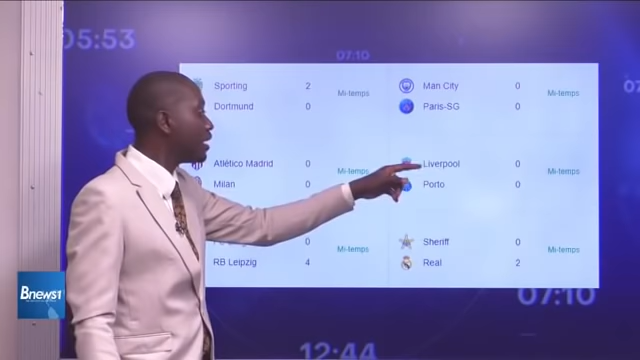 05:53
07:10
07
Sporting 2
Mi-temps
Dortmund 0
Man City 0
Mi-temps
Paris-SG 0
Atlético Madrid 0
Mi-temps
Milan 0
Liverpool 0
Mi-temps
Porto 0
0
Mi-temps
RB Leipzig 4
Sheriff 0
Mi-temps
Real 2
Bnews1
07:10
12:44